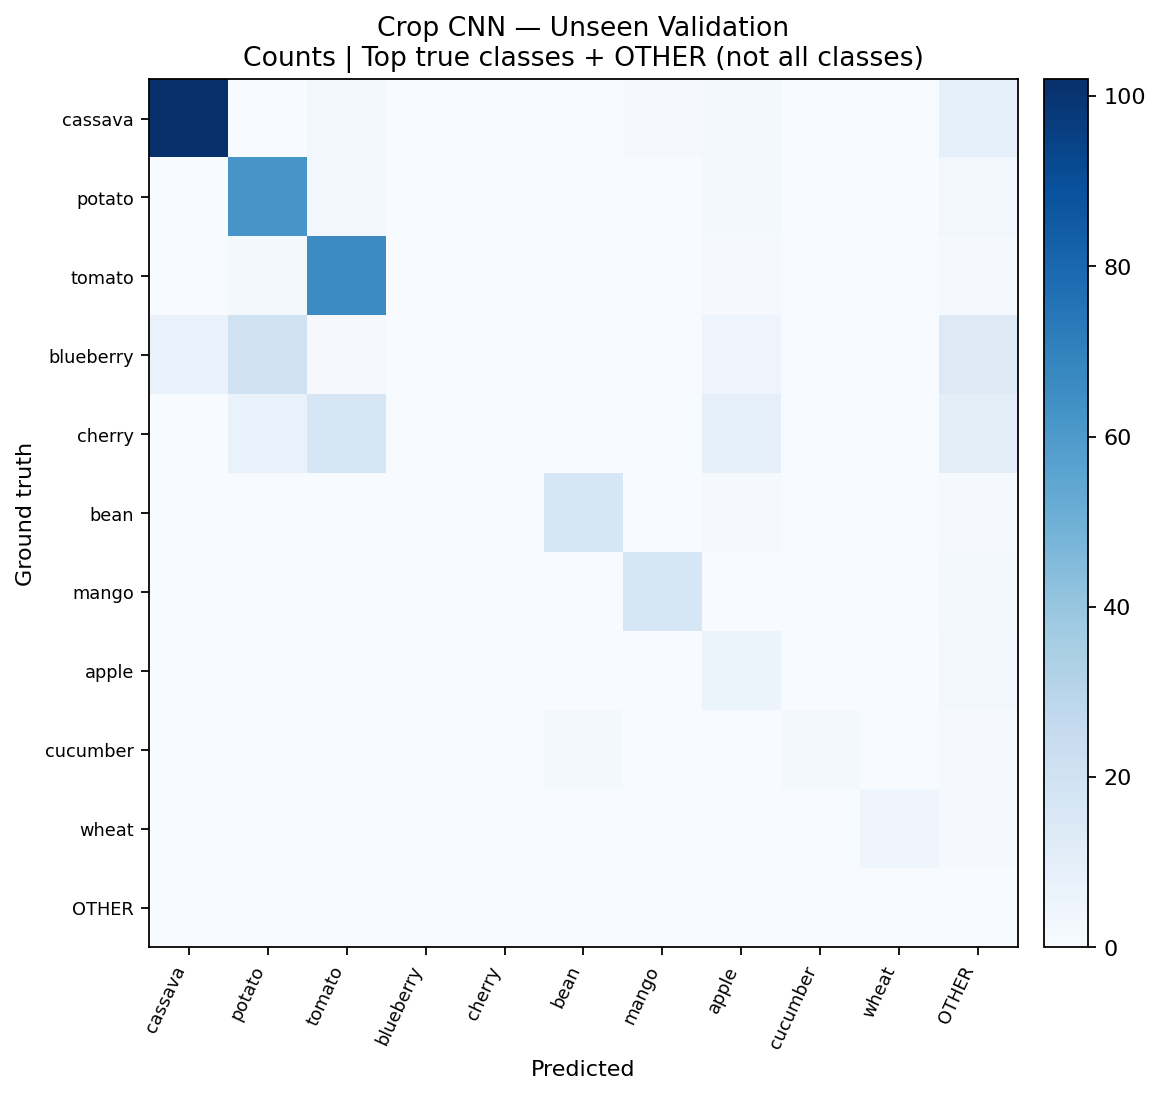 Crop CNN — Unseen Validation
Counts | Top true classes + OTHER (not all classes)
cassava
potato
tomato
blueberry
cherry
bean
mango
apple
cucumber
wheat
OTHER
Ground truth
cassava
potato
tomato
blueberry
cherry
bean
mango
apple
cucumber
wheat
OTHER
Predicted
100
80
60
40
20
0